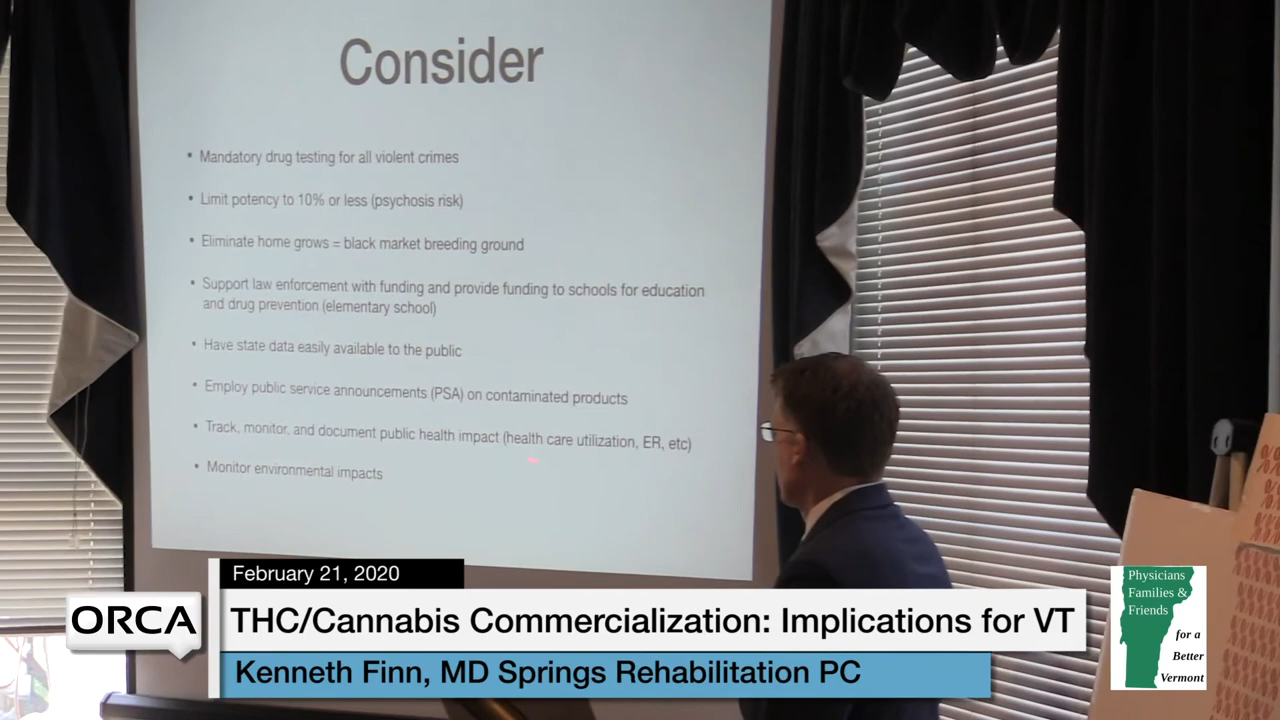 Consider
• Mandatory drug testing for all violent crimes
• Limit potency to 10% or less (psychosis risk)
• Eliminate home grows = black market breeding ground
• Support law enforcement with funding and provide funding to schools for education
and drug prevention (elementary school)
• Have state data easily available to the public
• Employ public service announcements (PSA) on contaminated products
• Track, monitor, and document public health impact (health care utilization, ER, etc)
• Monitor environmental impacts
February 21, 2020
ORCA
THC/Cannabis Commercialization: Implications for VT
Kenneth Finn, MD Springs Rehabilitation PC
Physicians
Families &
Friends
for a
Better
Vermont